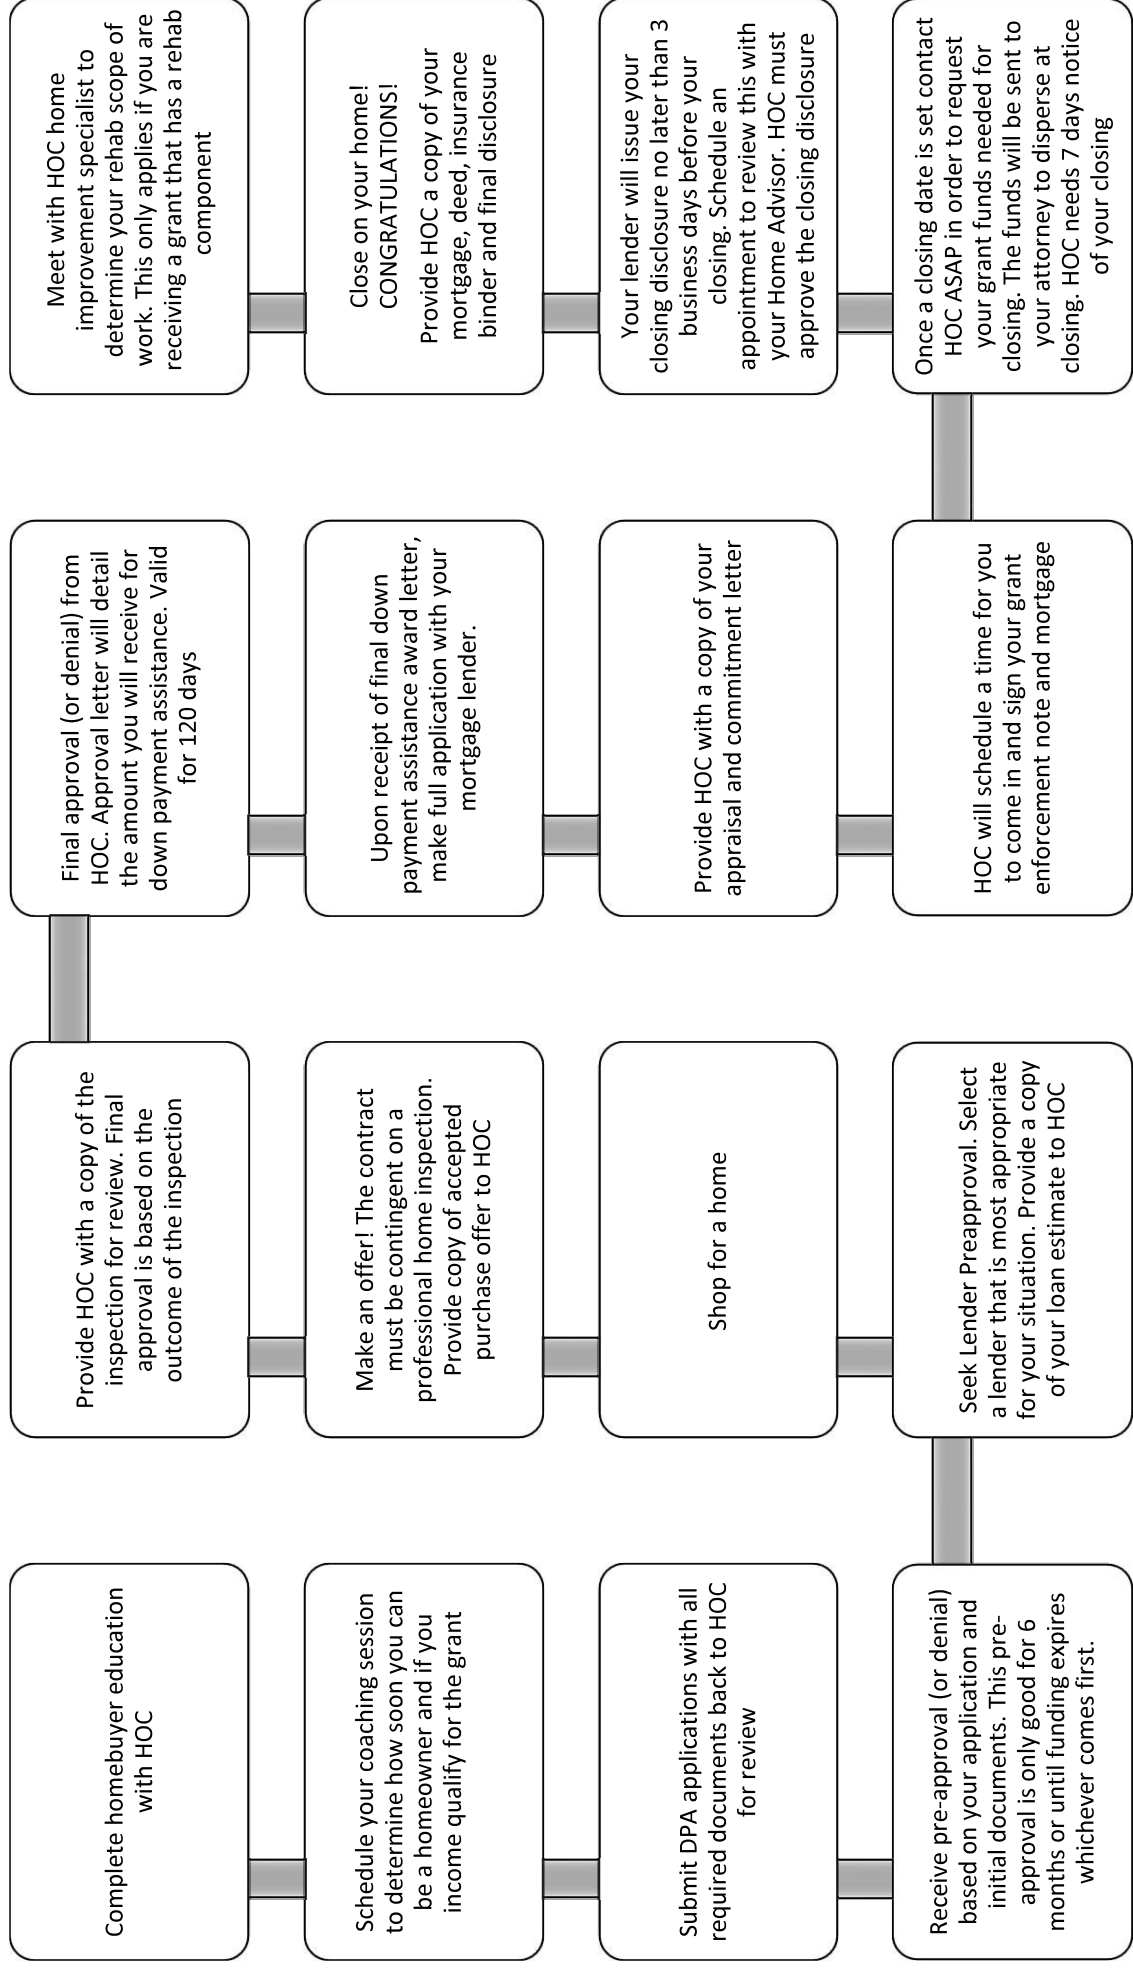 Complete homebuyer education
with HOC
Schedule your coaching session
to determine how soon you can
be a homeowner and if you
income qualify for the grant
Submit DPA applications with all
required documents back to HOC
for review
Receive pre-approval (or denial)
based on your application and
initial documents. This pre-
approval is only good for 6
months or until funding expires
whichever comes first.
Seek Lender Preapproval. Select
a lender that is most appropriate
for your situation. Provide a copy
of your loan estimate to HOC
Shop for a home
Make an offer! The contract
must be contingent on a
professional home inspection.
Provide copy of accepted
purchase offer to HOC
Provide HOC with a copy of the
inspection for review. Final
approval is based on the
outcome of the inspection
Final approval (or denial) from
HOC. Approval letter will detail
the amount you will receive for
down payment assistance. Valid
for 120 days
Upon receipt of final down
payment assistance award letter,
make full application with your
mortgage lender.
Provide HOC with a copy of your
appraisal and commitment letter
HOC will schedule a time for you
to come in and sign your grant
enforcement note and mortgage
Once a closing date is set contact
HOC ASAP in order to request
your grant funds needed for
closing. The funds will be sent to
your attorney to disperse at
closing. HOC needs 7 days notice
of your closing
Your lender will issue your
closing disclosure no later than 3
business days before your
closing. Schedule an
appointment to review this with
your Home Advisor. HOC must
approve the closing disclosure
Close on your home!
CONGRATULATIONS!
Provide HOC a copy of your
mortgage, deed, insurance
binder and final disclosure
Meet with HOC home
improvement specialist to
determine your rehab scope of
work. This only applies if you are
receiving a grant that has a rehab
component